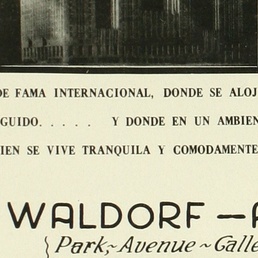 DE FAMA INTERNACIONAL, DONDE SE ALOJ
GUIDO. . . . . Y DONDE EN UN AMBIEN
IEN SE VIVE TRANQUILA Y COMODAMENTE
WALDORF—A
Park ~ Avenue ~ Galle